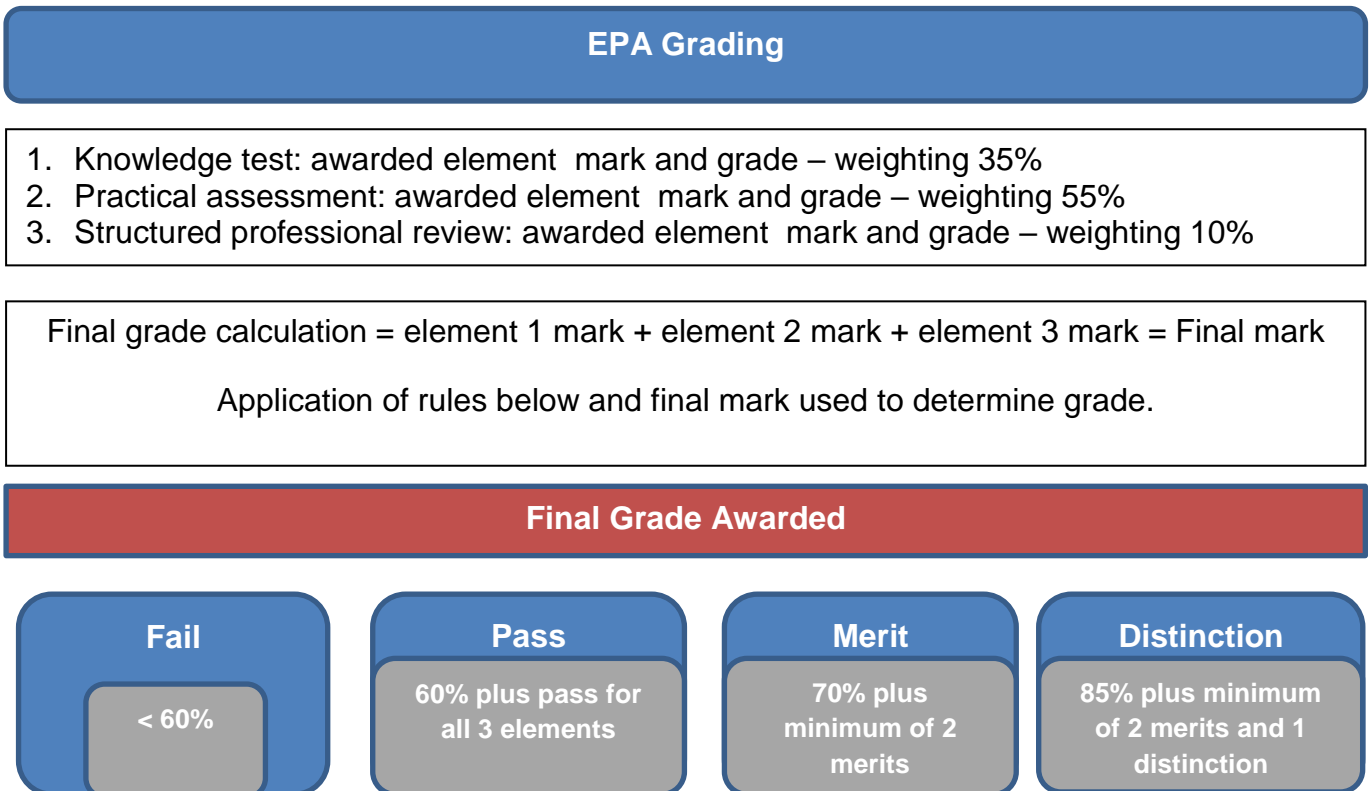 EPA Grading
1. Knowledge test: awarded element  mark and grade – weighting 35%
2. Practical assessment: awarded element  mark and grade – weighting 55%
3. Structured professional review: awarded element  mark and grade – weighting 10%
Final grade calculation = element 1 mark + element 2 mark + element 3 mark = Final mark
Application of rules below and final mark used to determine grade.
Final Grade Awarded
Fail
< 60%
Pass
60% plus pass for
all 3 elements
Merit
70% plus
minimum of 2
merits
Distinction
85% plus minimum
of 2 merits and 1
distinction